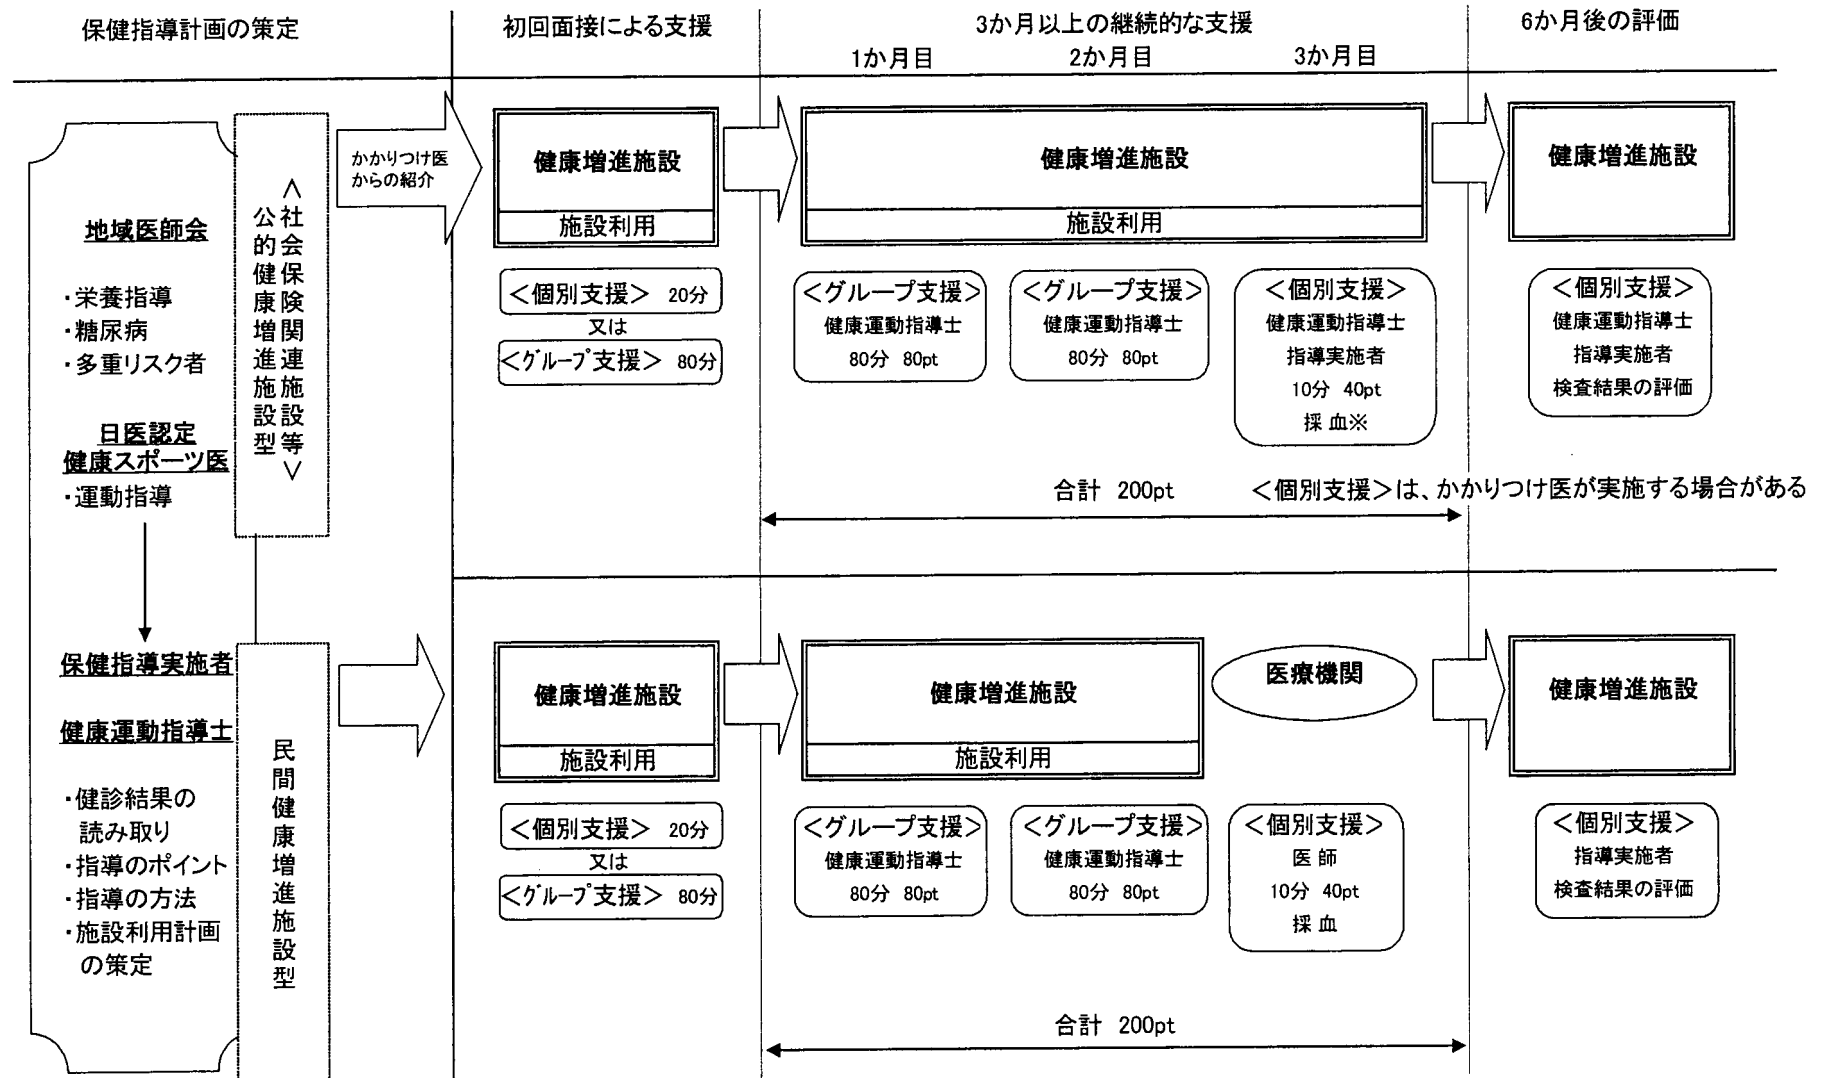 保健指導計画の策定
初回面接による支援
3か月以上の継続的な支援
6か月後の評価
1か月目
2か月目
3か月目
地域医師会
・栄養指導
・糖尿病
・多重リスク者
日医認定
健康スポーツ医
・運動指導
保健指導実施者
健康運動指導士
・健診結果の
読み取り
・指導のポイント
・指導の方法
・施設利用計画
の策定
公的健康増進施設型
<社会保険関連施設等>
かかりつけ医
からの紹介
健康増進施設
施設利用
<個別支援> 20分
又は
<グループ支援> 80分
健康増進施設
施設利用
<グループ支援>
健康運動指導士
80分 80pt
<グループ支援>
健康運動指導士
80分 80pt
<個別支援>
健康運動指導士
指導実施者
10分 40pt
採 血※
健康増進施設
<個別支援>
健康運動指導士
指導実施者
検査結果の評価
合計 200pt
<個別支援>は、かかりつけ医が実施する場合がある
民間健康増進施設型
健康増進施設
施設利用
<個別支援> 20分
又は
<グループ支援> 80分
健康増進施設
施設利用
<グループ支援>
健康運動指導士
80分 80pt
<グループ支援>
健康運動指導士
80分 80pt
医療機関
<個別支援>
医 師
10分 40pt
採 血
健康増進施設
<個別支援>
指導実施者
検査結果の評価
合計 200pt